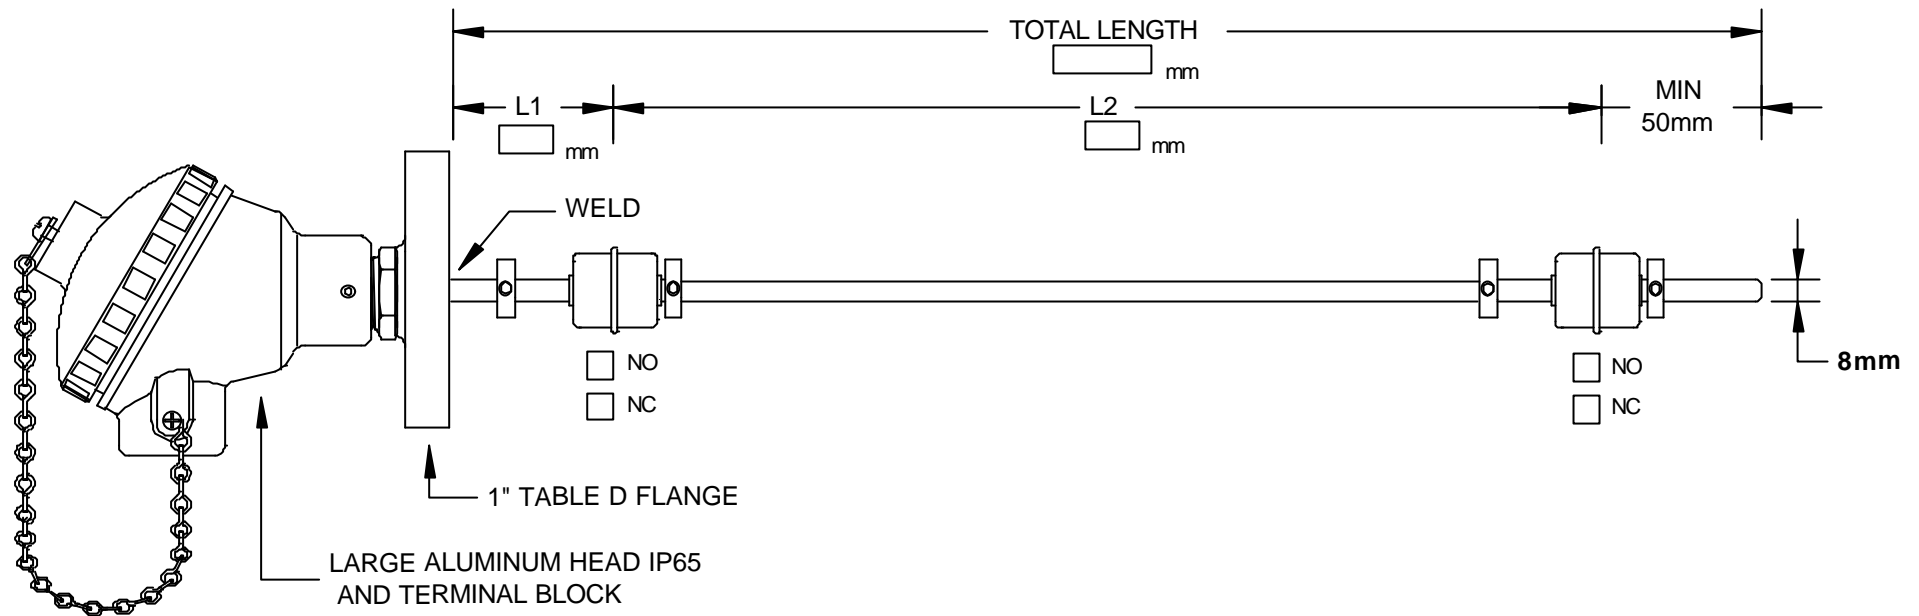 TOTAL LENGTH
mm
L1
mm
L2
mm
MIN
50mm
WELD
NO
NC
NO
NC
8mm
1" TABLE D FLANGE
LARGE ALUMINUM HEAD IP65
AND TERMINAL BLOCK